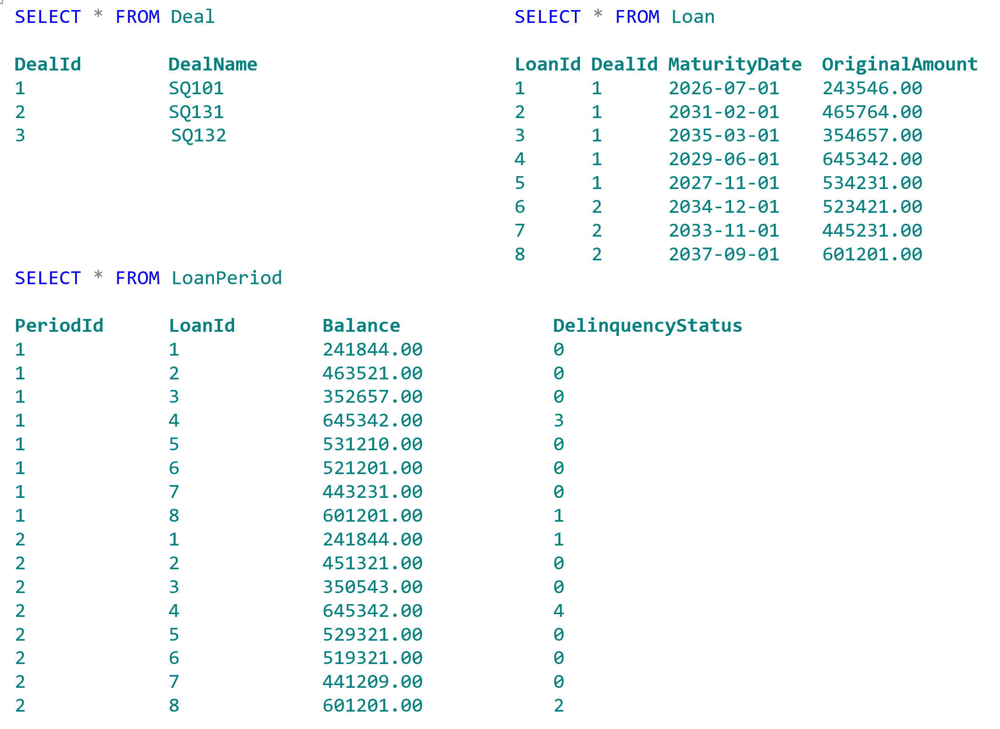 SELECT * FROM Deal
DealId DealName
1 SQ101
2 SQ131
3 SQ132
SELECT * FROM Loan
LoanId DealId MaturityDate OriginalAmount
1 1 2026-07-01 243546.00
2 1 2031-02-01 465764.00
3 1 2035-03-01 354657.00
4 1 2029-06-01 645342.00
5 1 2027-11-01 534231.00
6 2 2034-12-01 523421.00
7 2 2033-11-01 445231.00
8 2 2037-09-01 601201.00
SELECT * FROM LoanPeriod
PeriodId LoanId Balance DelinquencyStatus
1 1 241844.00 0
1 2 463521.00 0
1 3 352657.00 0
1 4 645342.00 3
1 5 531210.00 0
1 6 521201.00 0
1 7 443231.00 0
1 8 601201.00 1
2 1 241844.00 1
2 2 451321.00 0
2 3 350543.00 0
2 4 645342.00 4
2 5 529321.00 0
2 6 519321.00 0
2 7 441209.00 0
2 8 601201.00 2